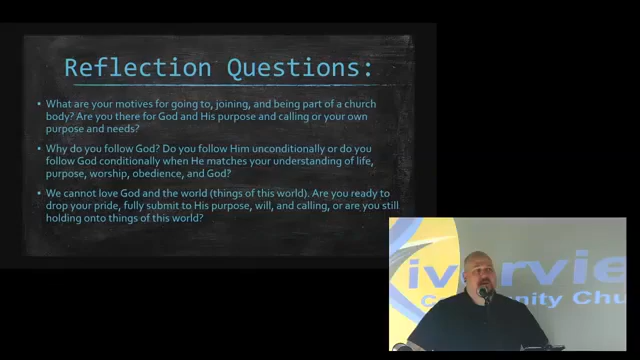 Reflection Questions:
• What are your motives for going to, joining, and being part of a church
body? Are you there for God and His purpose and calling or your own
purpose and needs?
• Why do you follow God? Do you follow Him unconditionally or do you
follow God conditionally when He matches your understanding of life,
purpose, worship, obedience, and God?
• We cannot love God and the world (things of this world). Are you ready to
drop your pride, fully submit to His purpose, will, and calling, or are you still
holding onto things of this world?
ivervie
Community Chu